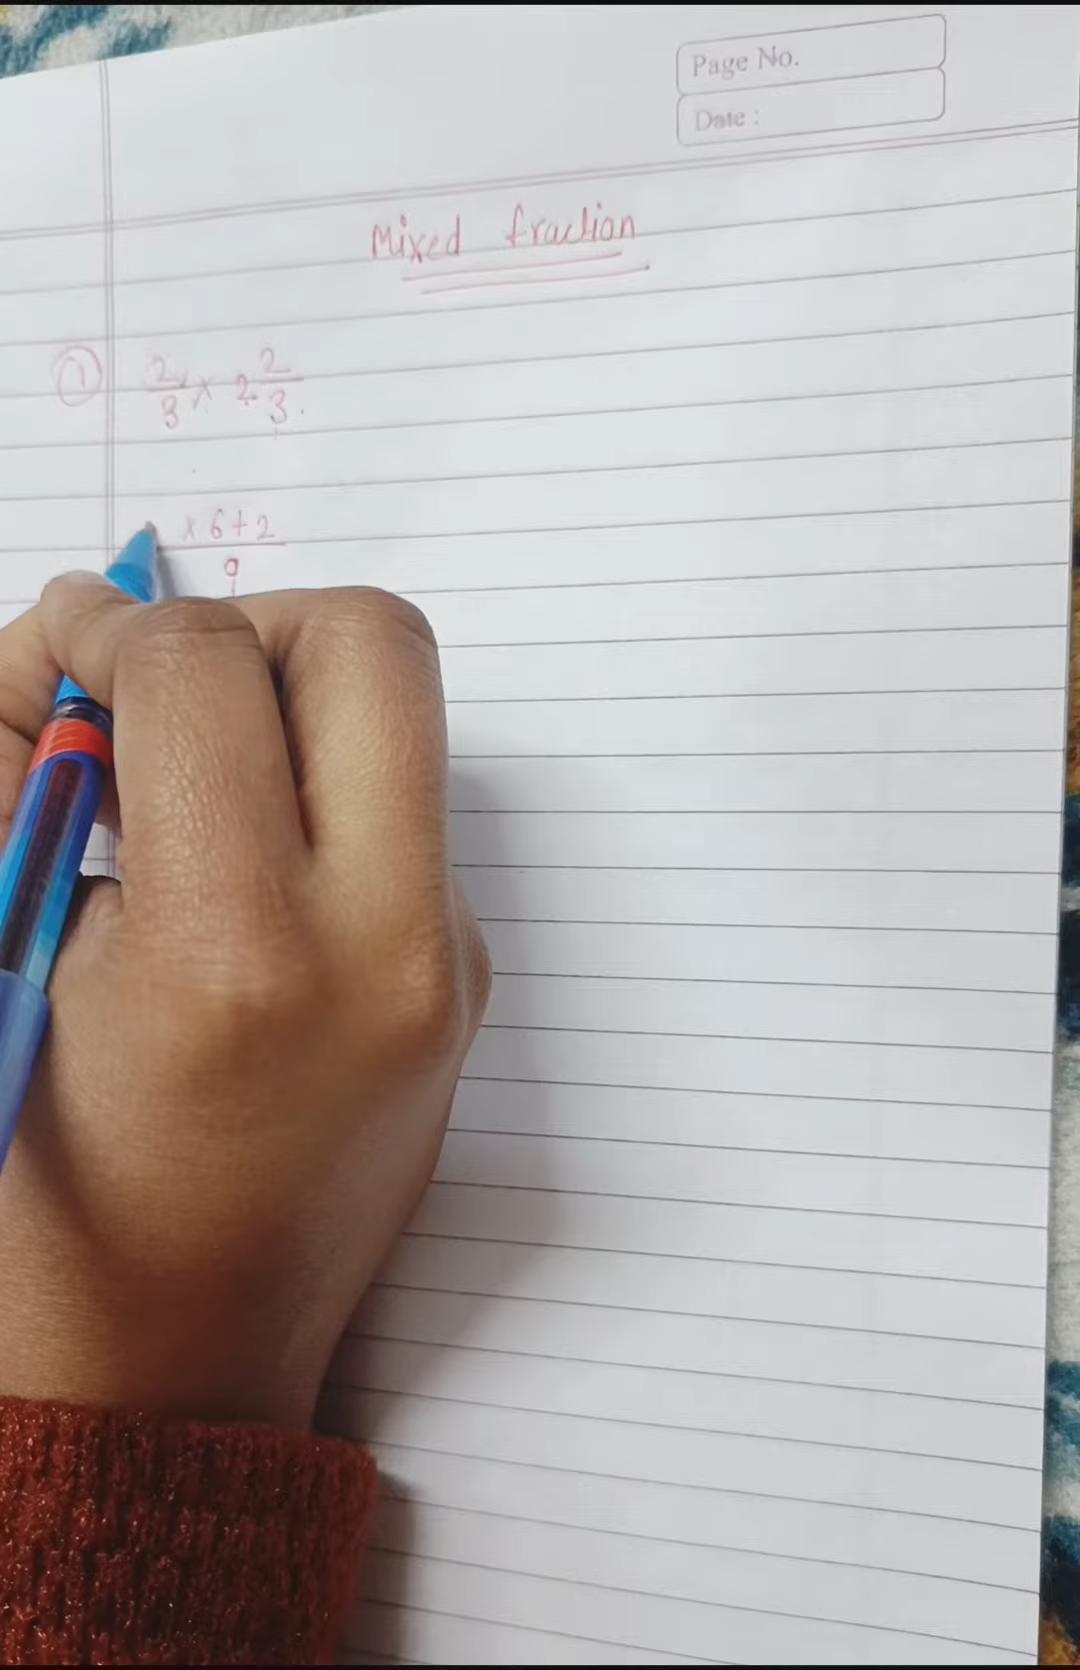 Page No.
Date :
Mixed fraction
① 2/3 × 2 2/3.
× 6+2 / 9